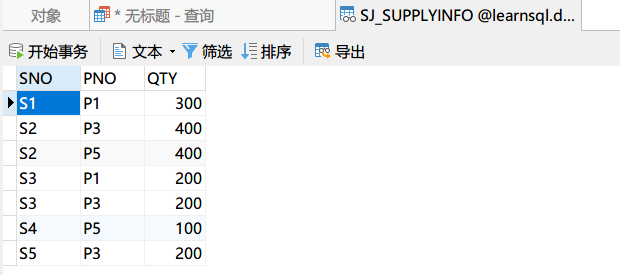 对象 * 无标题 - 查询 SJ_SUPPLYINFO @learnsql.d...
开始事务 文本 筛选 排序 导出
SNO PNO QTY
S1 P1 300
S2 P3 400
S2 P5 400
S3 P1 200
S3 P3 200
S4 P5 100
S5 P3 200